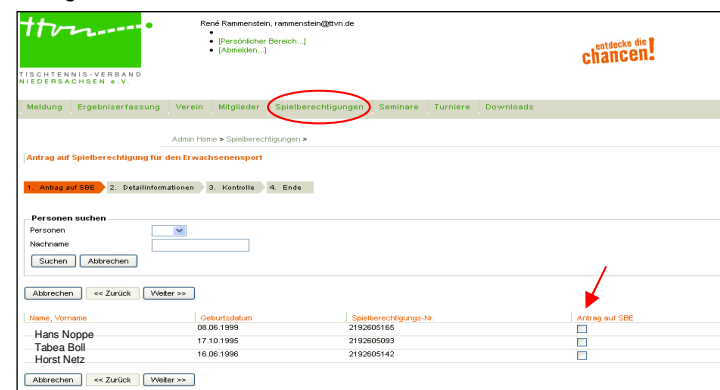 ttvn
René Rammenstein, rammenstein@ttvn.de
[Persönlicher Bereich...]
[Abmelden...]
entdecke die
chancen!
TISCHTENNIS-VERBAND
NIEDERSACHSEN e.V.
Meldung Ergebniserfassung Verein Mitglieder Spielberechtigungen Seminare Turniere Downloads
Admin Home » Spielberechtigungen »
Antrag auf Spielberechtigung für den Erwachsenensport
1. Antrag auf SBE 2. Detailinformationen 3. Kontrolle 4. Ende
Personen suchen
Personen
Nachname
Suchen Abbrechen
Abbrechen << Zurück Weiter >>
Name, Vorname Geburtsdatum Spielberechtigungs-Nr. Antrag auf SBE
Hans Noppe 08.06.1999 2192605165
Tabea Boll 17.10.1995 2192605093
Horst Netz 16.06.1996 2192605142
Abbrechen << Zurück Weiter >>